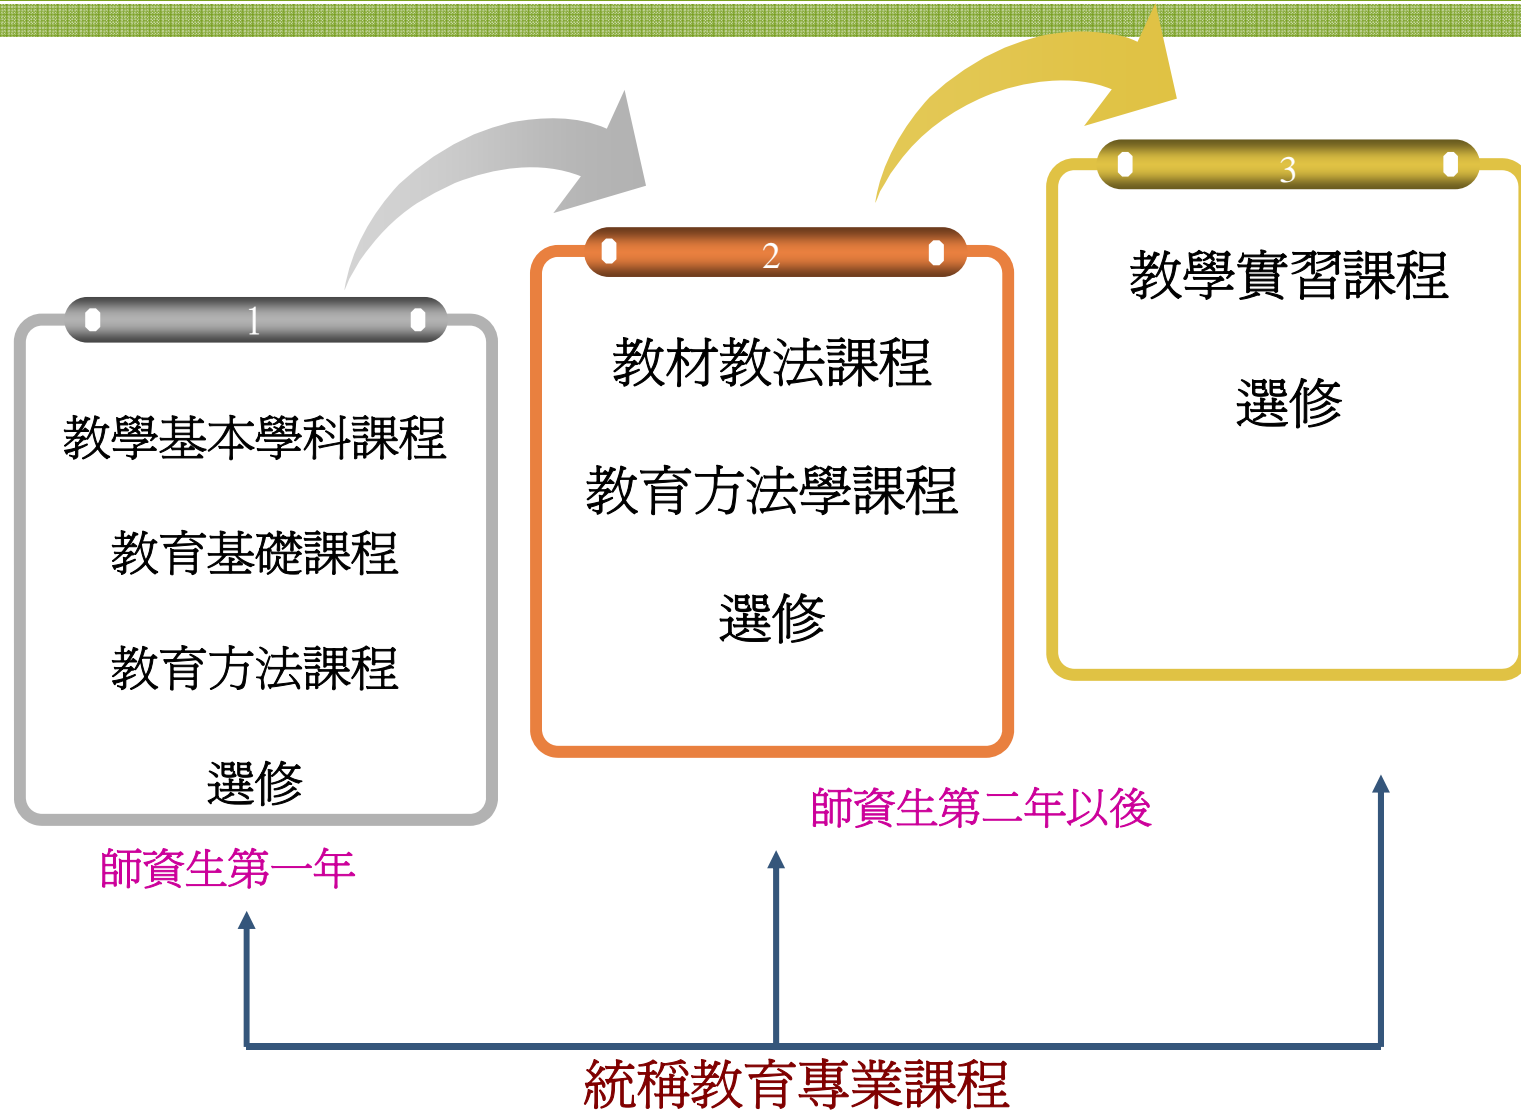 1
教學基本學科課程
教育基礎課程
教育方法課程
選修
師資生第一年
2
教材教法課程
教育方法學課程
選修
3
教學實習課程
選修
師資生第二年以後
統稱教育專業課程